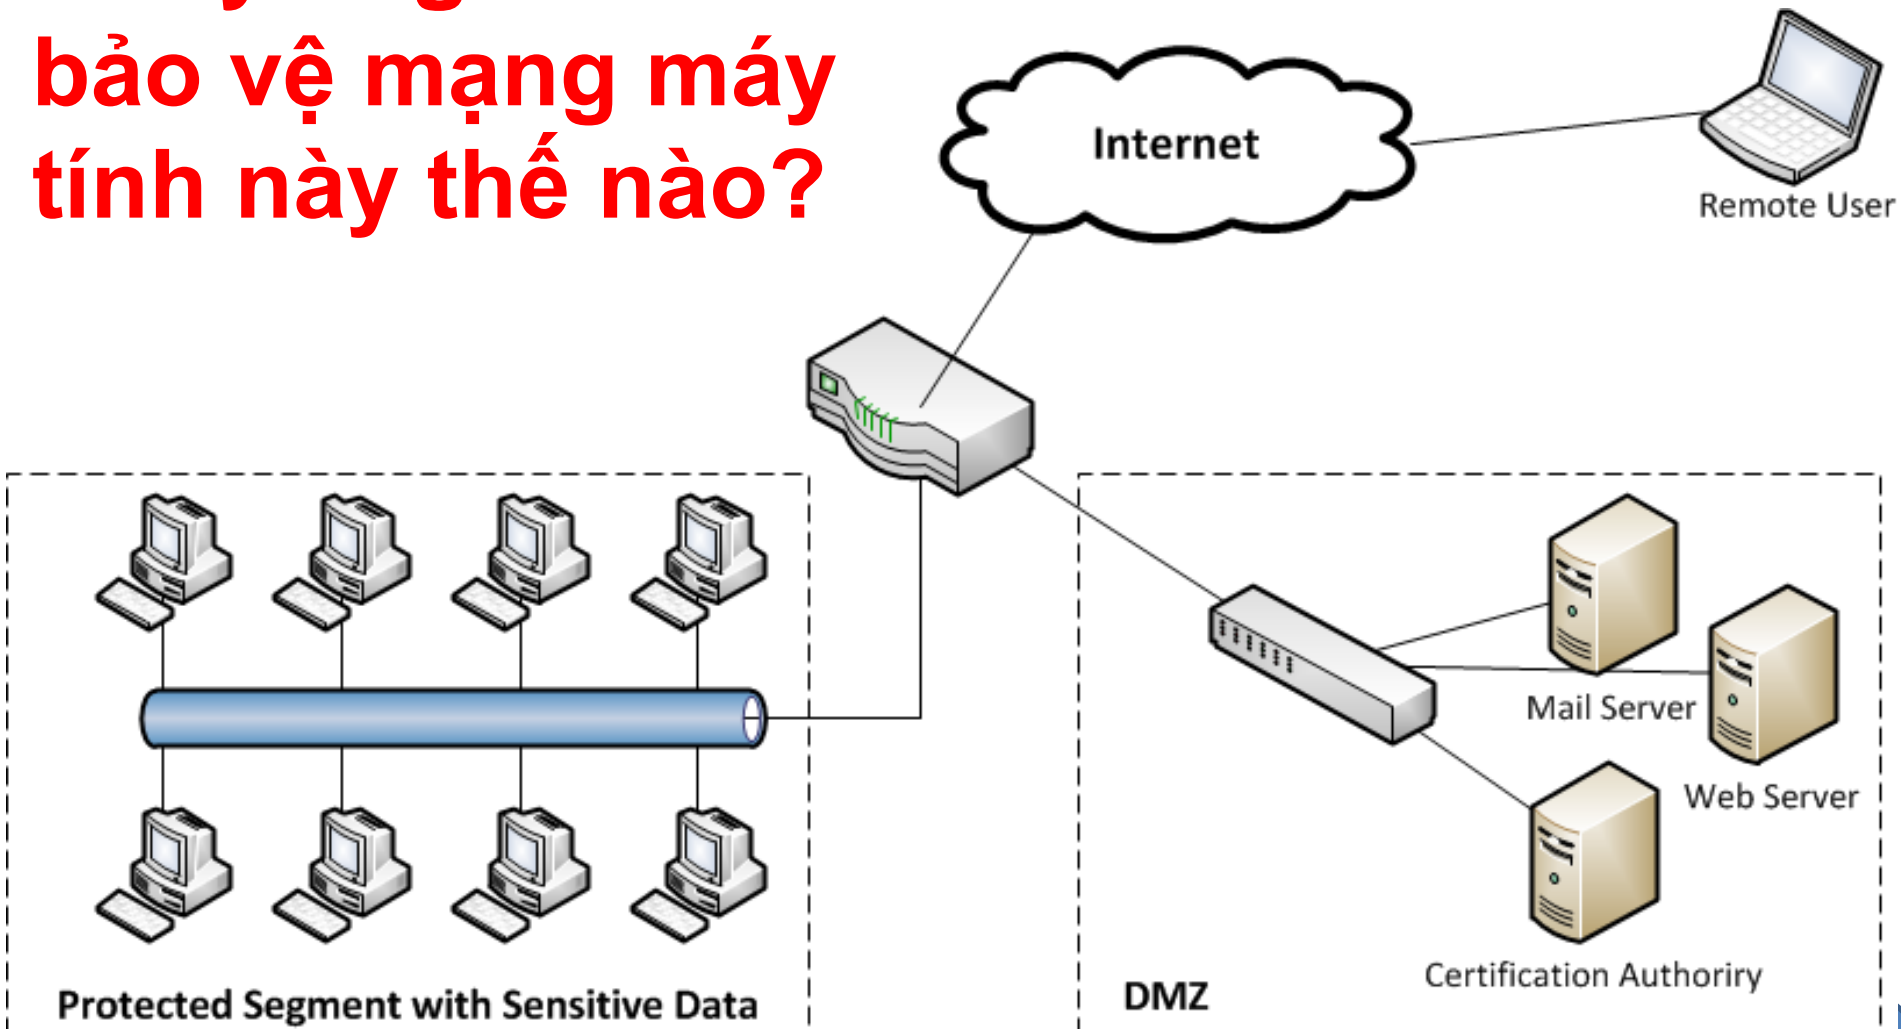 bảo vệ mạng máy
tính này thế nào?
Internet
Remote User
Mail Server
Web Server
Certification Authoriry
Protected Segment with Sensitive Data
DMZ